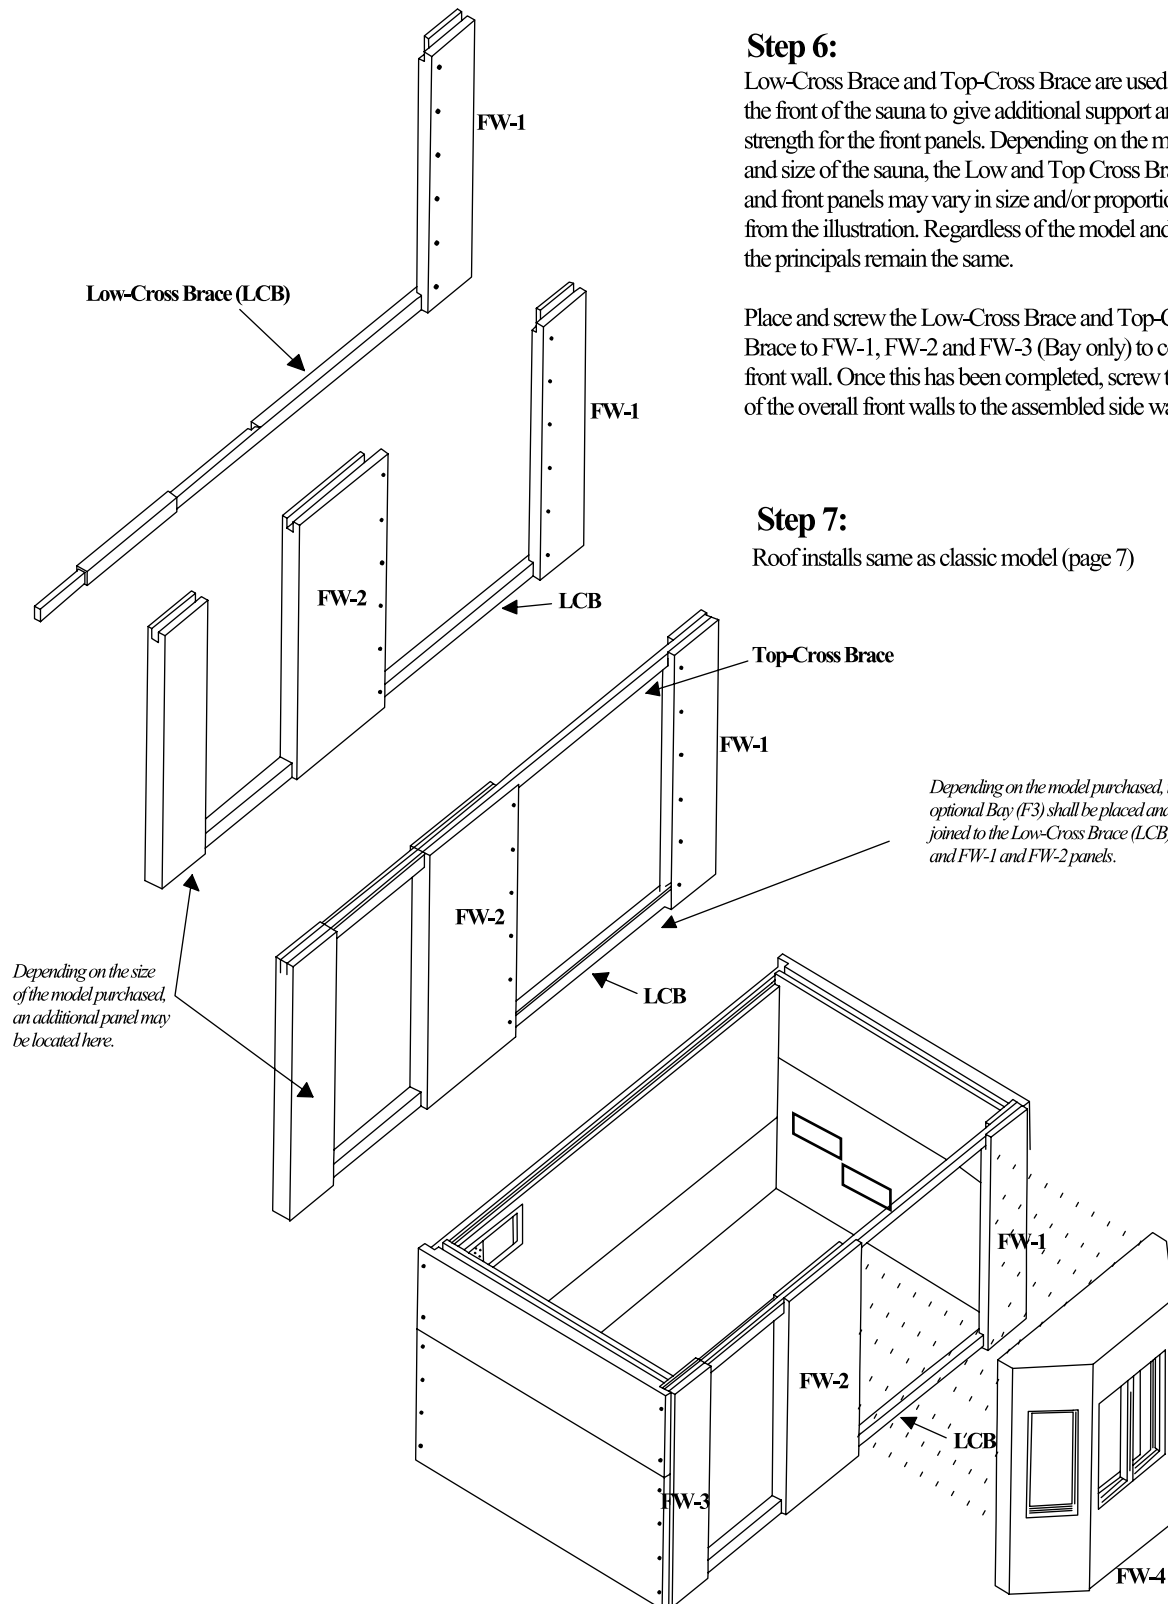 Step 6:
Low-Cross Brace and Top-Cross Brace are used
the front of the sauna to give additional support
strength for the front panels. Depending on the
and size of the sauna, the Low and Top Cross
and front panels may vary in size and/or
from the illustration. Regardless of the model and
the principals remain the same.
Place and screw the Low-Cross Brace and
Brace to FW-1, FW-2 and FW-3 (Bay only) to
front wall. Once this has been completed, screw
of the overall front walls to the assembled side
Step 7:
Roof installs same as classic model (page 7)
FW-1
Low-Cross Brace (LCB)
FW-1
FW-2
LCB
Top-Cross Brace
FW-1
Depending on the model purchased,
optional Bay (F3) shall be placed and
joined to the Low-Cross Brace (LCB)
and FW-1 and FW-2 panels.
FW-2
LCB
Depending on the size
of the model purchased,
an additional panel may
be located here.
FW-1
FW-2
LCB
FW-3
FW-4